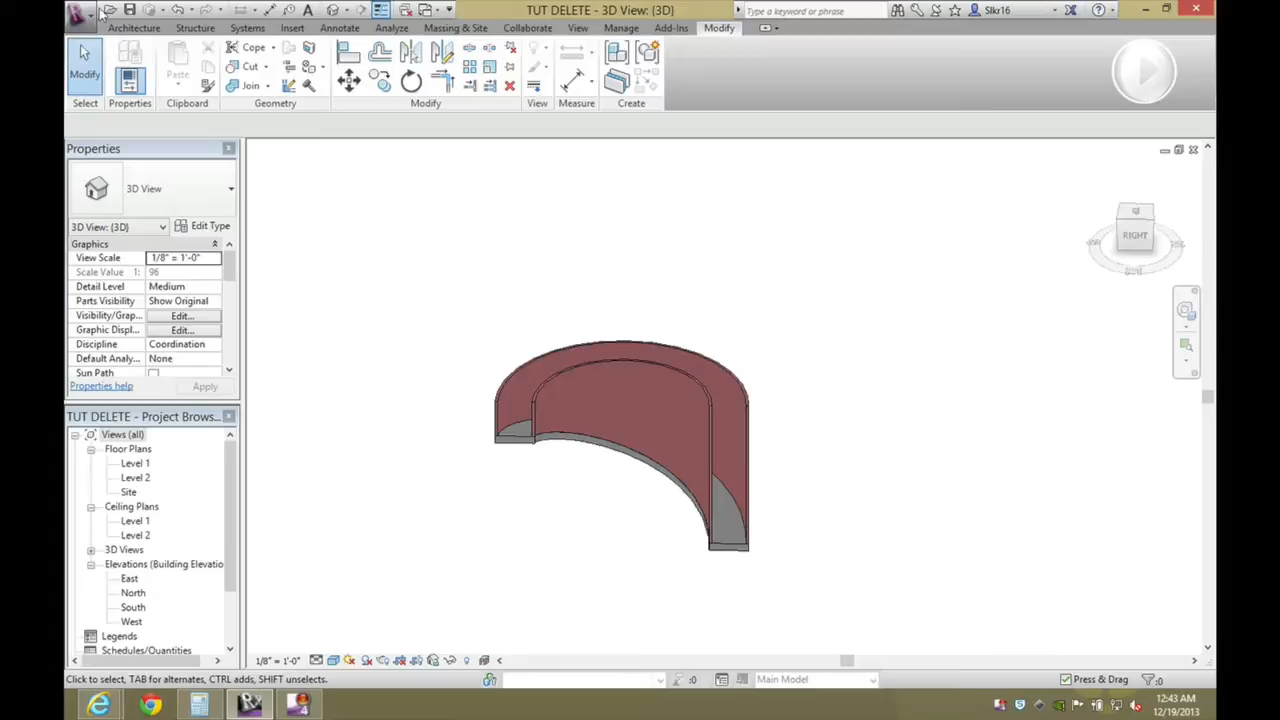 TUT DELETE - 3D View: {3D}
Type a keyword or phrase
Slkr16
Architecture Structure Systems Insert Annotate Analyze Massing & Site Collaborate View Manage Add-Ins Modify
Modify
Paste
Cope
Cut
Join
Select Properties Clipboard Geometry Modify View Measure Create
Properties
3D View
3D View: {3D} Edit Type
Graphics
View Scale 1/8" = 1'-0"
Scale Value 1: 96
Detail Level Medium
Parts Visibility Show Original
Visibility/Grap... Edit...
Graphic Displ... Edit...
Discipline Coordination
Default Analy... None
Sun Path
Properties help Apply
TUT DELETE - Project Brows...
Views (all)
Floor Plans
Level 1
Level 2
Site
Ceiling Plans
Level 1
Level 2
3D Views
Elevations (Building Elevatio
East
North
South
West
Legends
Schedules/Quantities
RIGHT
1/8" = 1'-0"
Click to select, TAB for alternates, CTRL adds, SHIFT unselects.
:0
Main Model
Press & Drag
:0
12:43 AM
12/19/2013